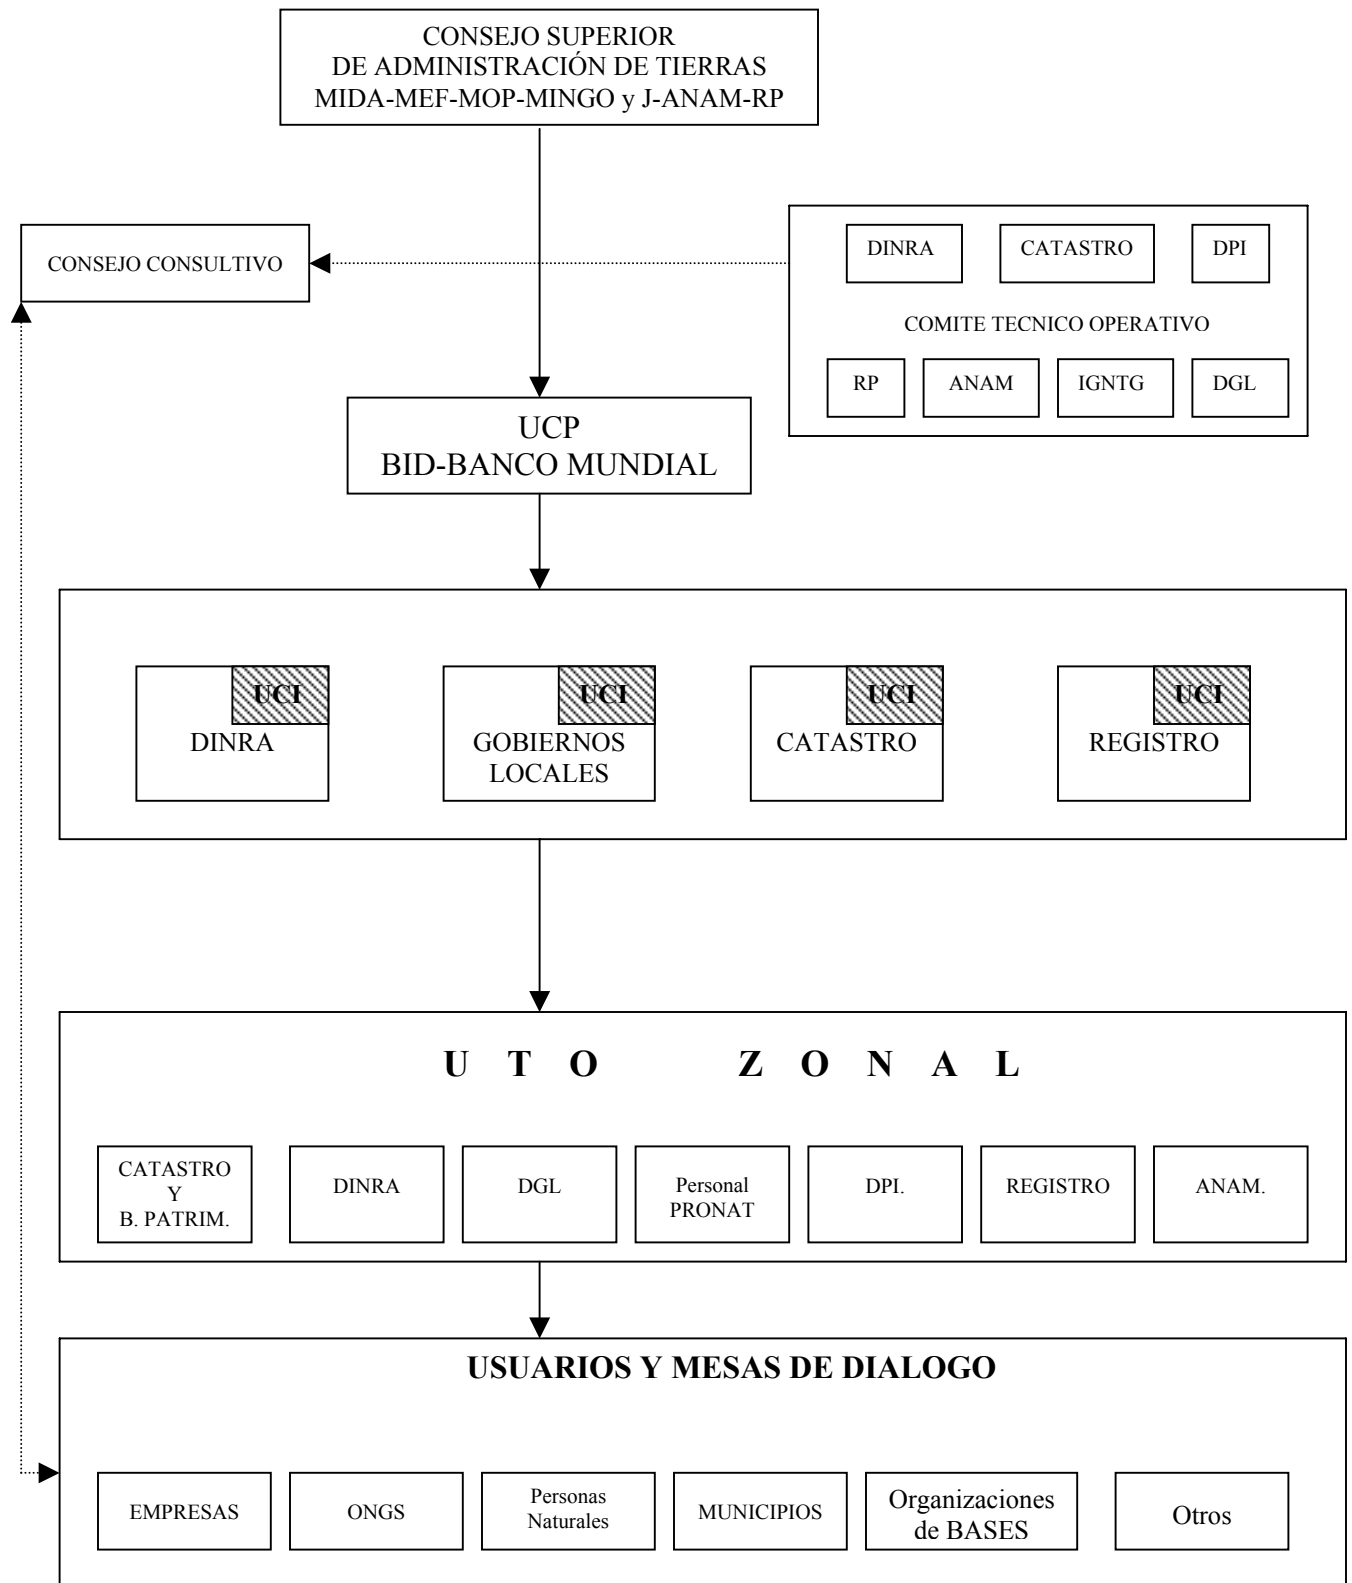 CONSEJO SUPERIOR
DE ADMINISTRACIÓN DE TIERRAS
MIDA-MEF-MOP-MINGO y J-ANAM-RP
CONSEJO CONSULTIVO
DINRA
CATASTRO
DPI
COMITE TECNICO OPERATIVO
RP
ANAM
IGNTG
DGL
UCP
BID-BANCO MUNDIAL
UCI
DINRA
UCI
GOBIERNOS
LOCALES
UCI
CATASTRO
UCI
REGISTRO
U T O Z O N A L
CATASTRO
Y
B. PATRIM.
DINRA
DGL
Personal
PRONAT
DPI.
REGISTRO
ANAM.
USUARIOS Y MESAS DE DIALOGO
EMPRESAS
ONGS
Personas
Naturales
MUNICIPIOS
Organizaciones
de BASES
Otros